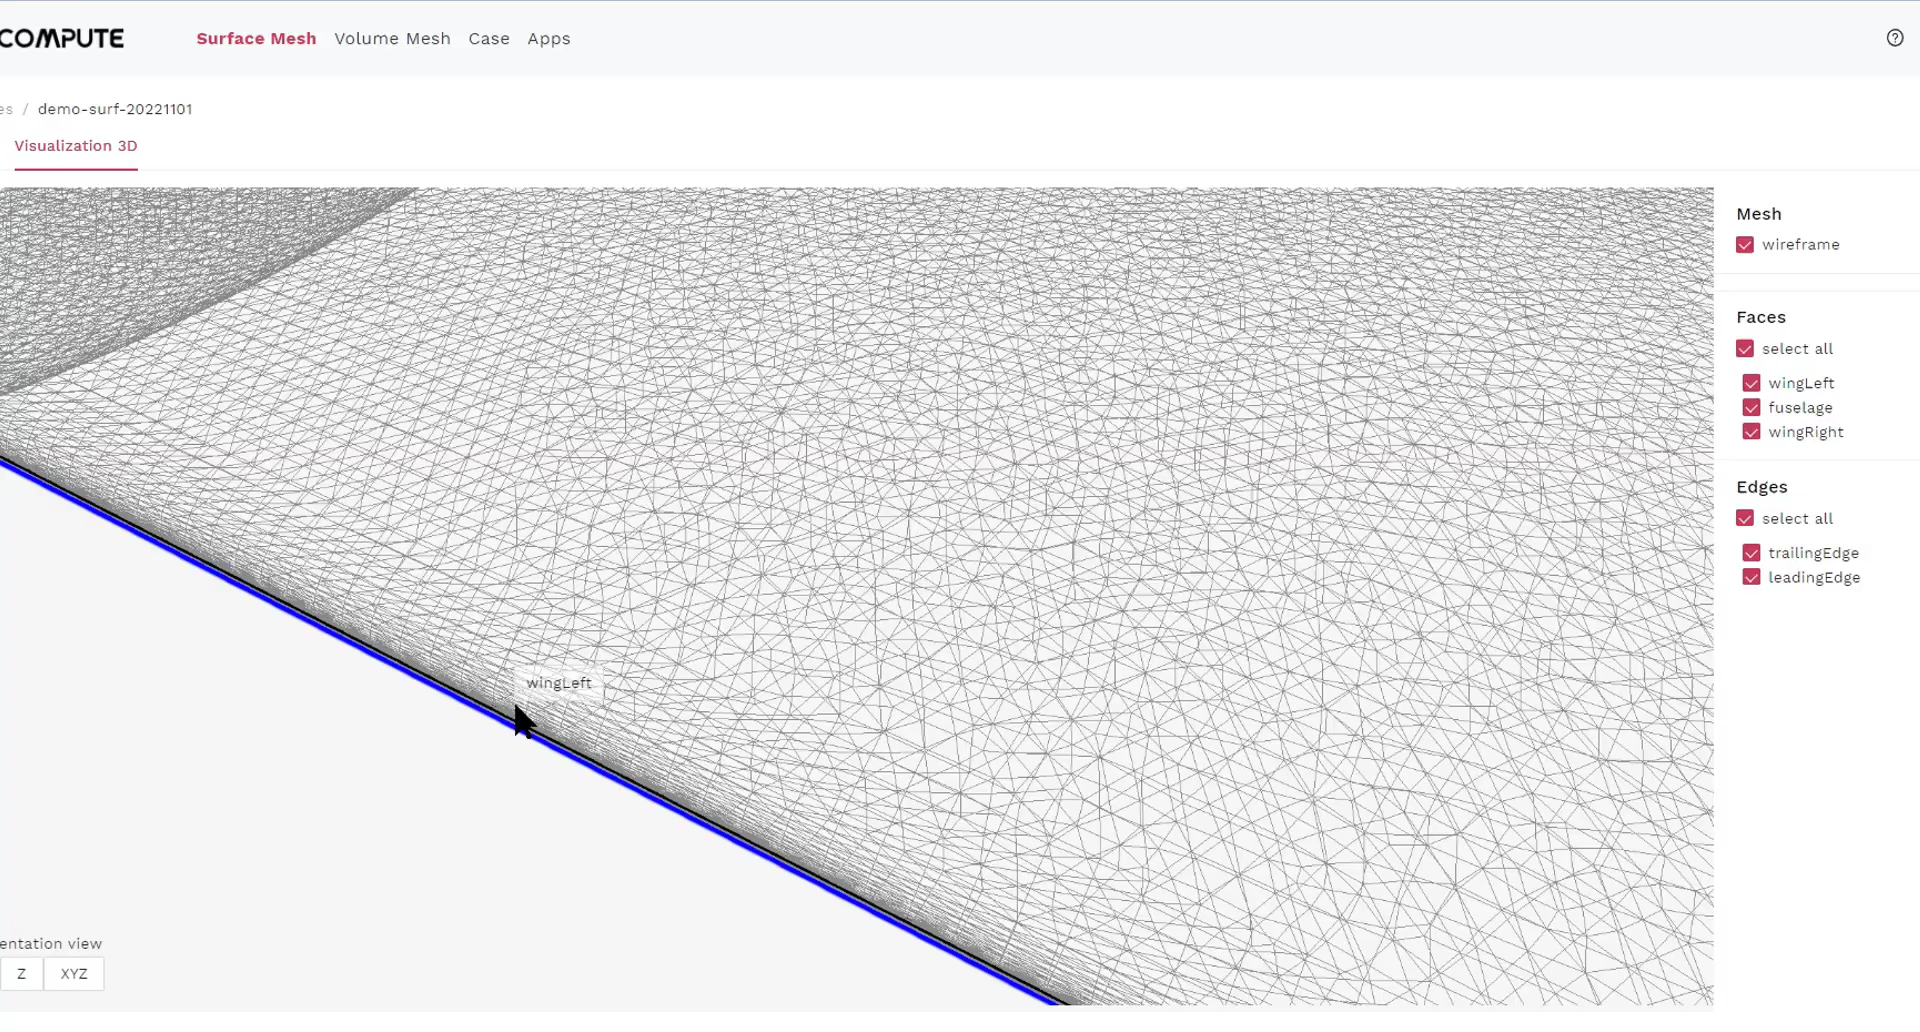 COMPUTE
Surface Mesh Volume Mesh Case Apps
es / demo-surf-20221101
Visualization 3D
Mesh
wireframe
Faces
select all
wingLeft
fuselage
wingRight
Edges
select all
trailingEdge
leadingEdge
wingLeft
entation view
Z XYZ